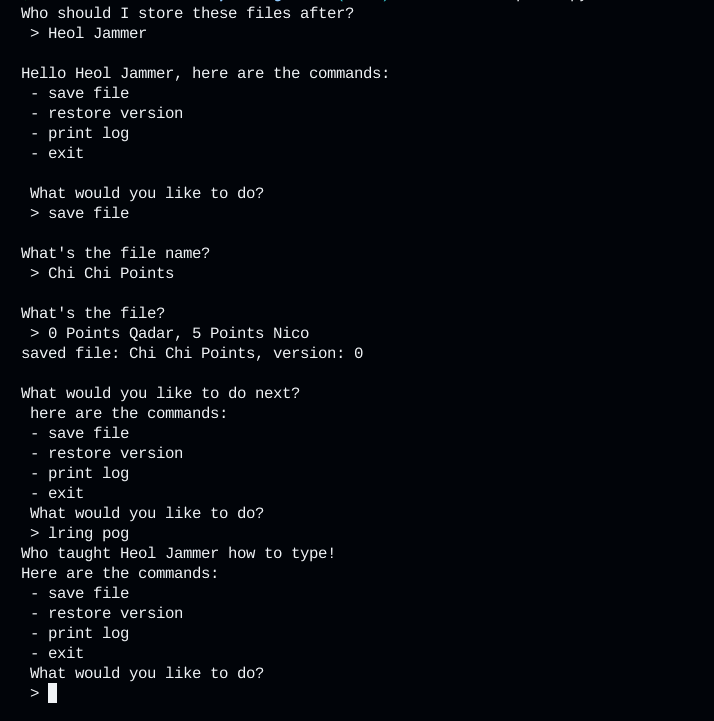 Who should I store these files after?
> Heol Jammer
Hello Heol Jammer, here are the commands:
- save file
- restore version
- print log
- exit
What would you like to do?
> save file
What's the file name?
> Chi Chi Points
What's the file?
> 0 Points Qadar, 5 Points Nico
saved file: Chi Chi Points, version: 0
What would you like to do next?
here are the commands:
- save file
- restore version
- print log
- exit
What would you like to do?
> lring pog
Who taught Heol Jammer how to type!
Here are the commands:
- save file
- restore version
- print log
- exit
What would you like to do?
>